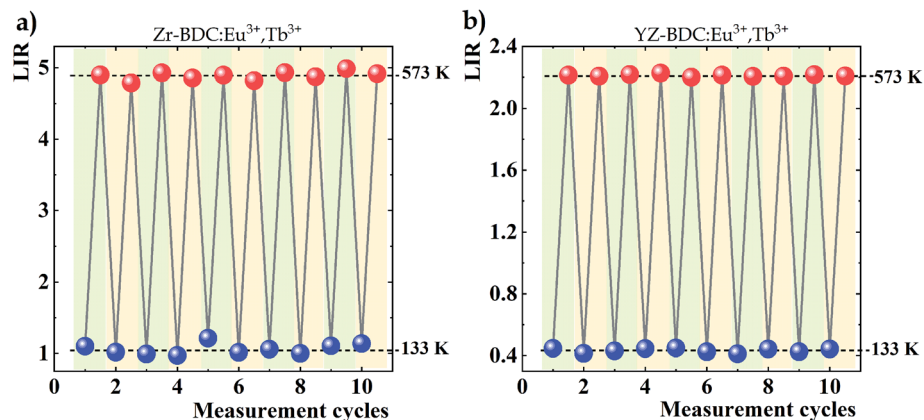 a)
Zr-BDC:Eu³⁺,Tb³⁺
LIR
5
4
3
2
1
573 K
133 K
0 2 4 6 8 10
Measurement cycles
b)
YZ-BDC:Eu³⁺,Tb³⁺
LIR
2.4
2.0
1.6
1.2
0.8
0.4
573 K
133 K
0 2 4 6 8 10
Measurement cycles